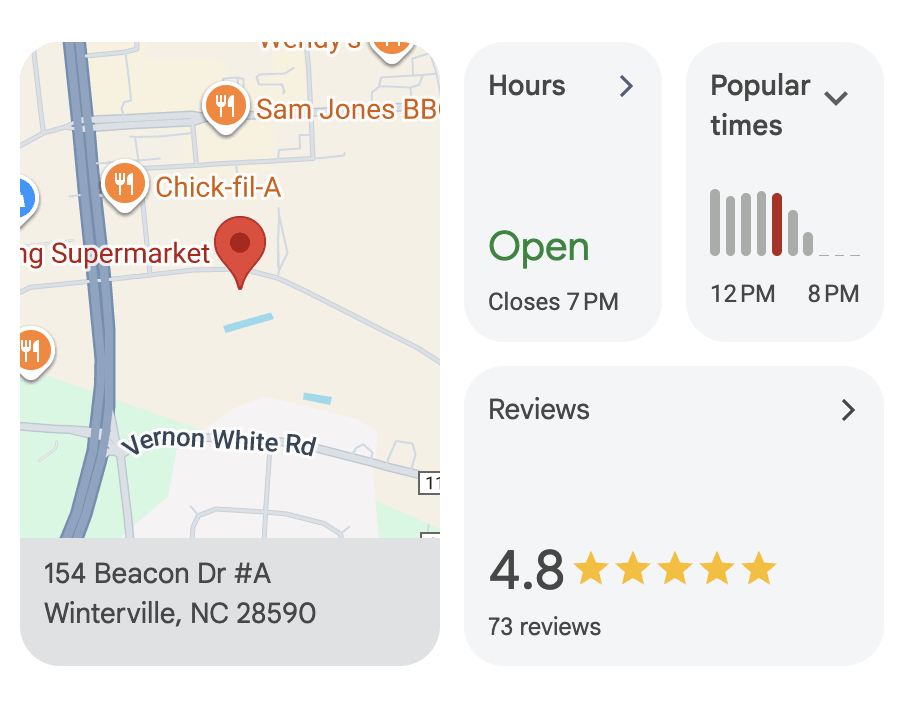 Wendy's
Sam Jones BB
Chick-fil-A
ng Supermarket
Vernon White Rd
11
154 Beacon Dr #A
Winterville, NC 28590
Hours
Open
Closes 7 PM
Popular
times
12 PM 8 PM
Reviews
4.8
73 reviews